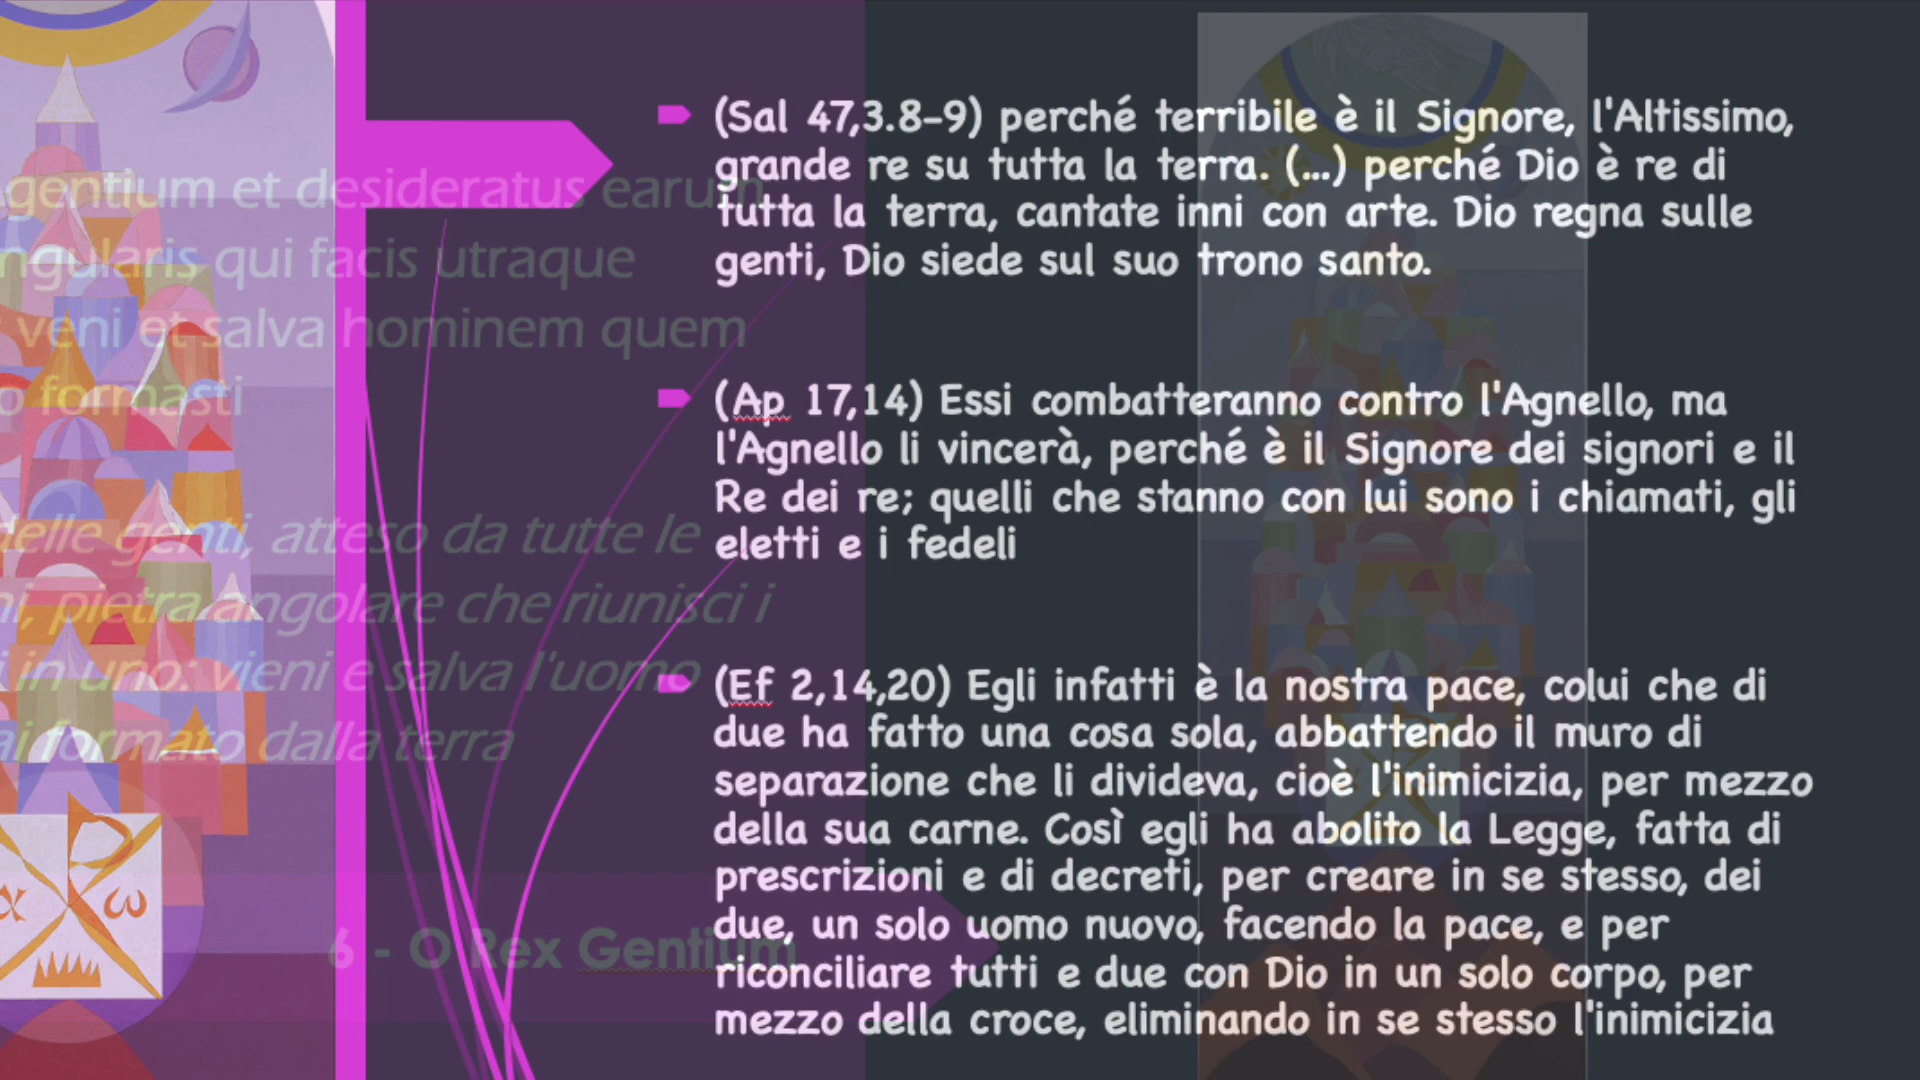 gentium et desideratus earum
qui facis utraque
veni et salva hominem quem
formasti
delle genti, atteso da tutte le
pietra angolare che riunisci i
in uno: vieni e salva l'uomo
formato dalla terra
6 - O Rex Gentium
α ω
(Sal 47,3.8-9) perché terribile è il Signore, l'Altissimo,
grande re su tutta la terra. (...) perché Dio è re di
tutta la terra, cantate inni con arte. Dio regna sulle
genti, Dio siede sul suo trono santo.
(Ap 17,14) Essi combatteranno contro l'Agnello, ma
l'Agnello li vincerà, perché è il Signore dei signori e il
Re dei re; quelli che stanno con lui sono i chiamati, gli
eletti e i fedeli
(Ef 2,14,20) Egli infatti è la nostra pace, colui che di
due ha fatto una cosa sola, abbattendo il muro di
separazione che li divideva, cioè l'inimicizia, per mezzo
della sua carne. Così egli ha abolito la Legge, fatta di
prescrizioni e di decreti, per creare in se stesso, dei
due, un solo uomo nuovo, facendo la pace, e per
riconciliare tutti e due con Dio in un solo corpo, per
mezzo della croce, eliminando in se stesso l'inimicizia